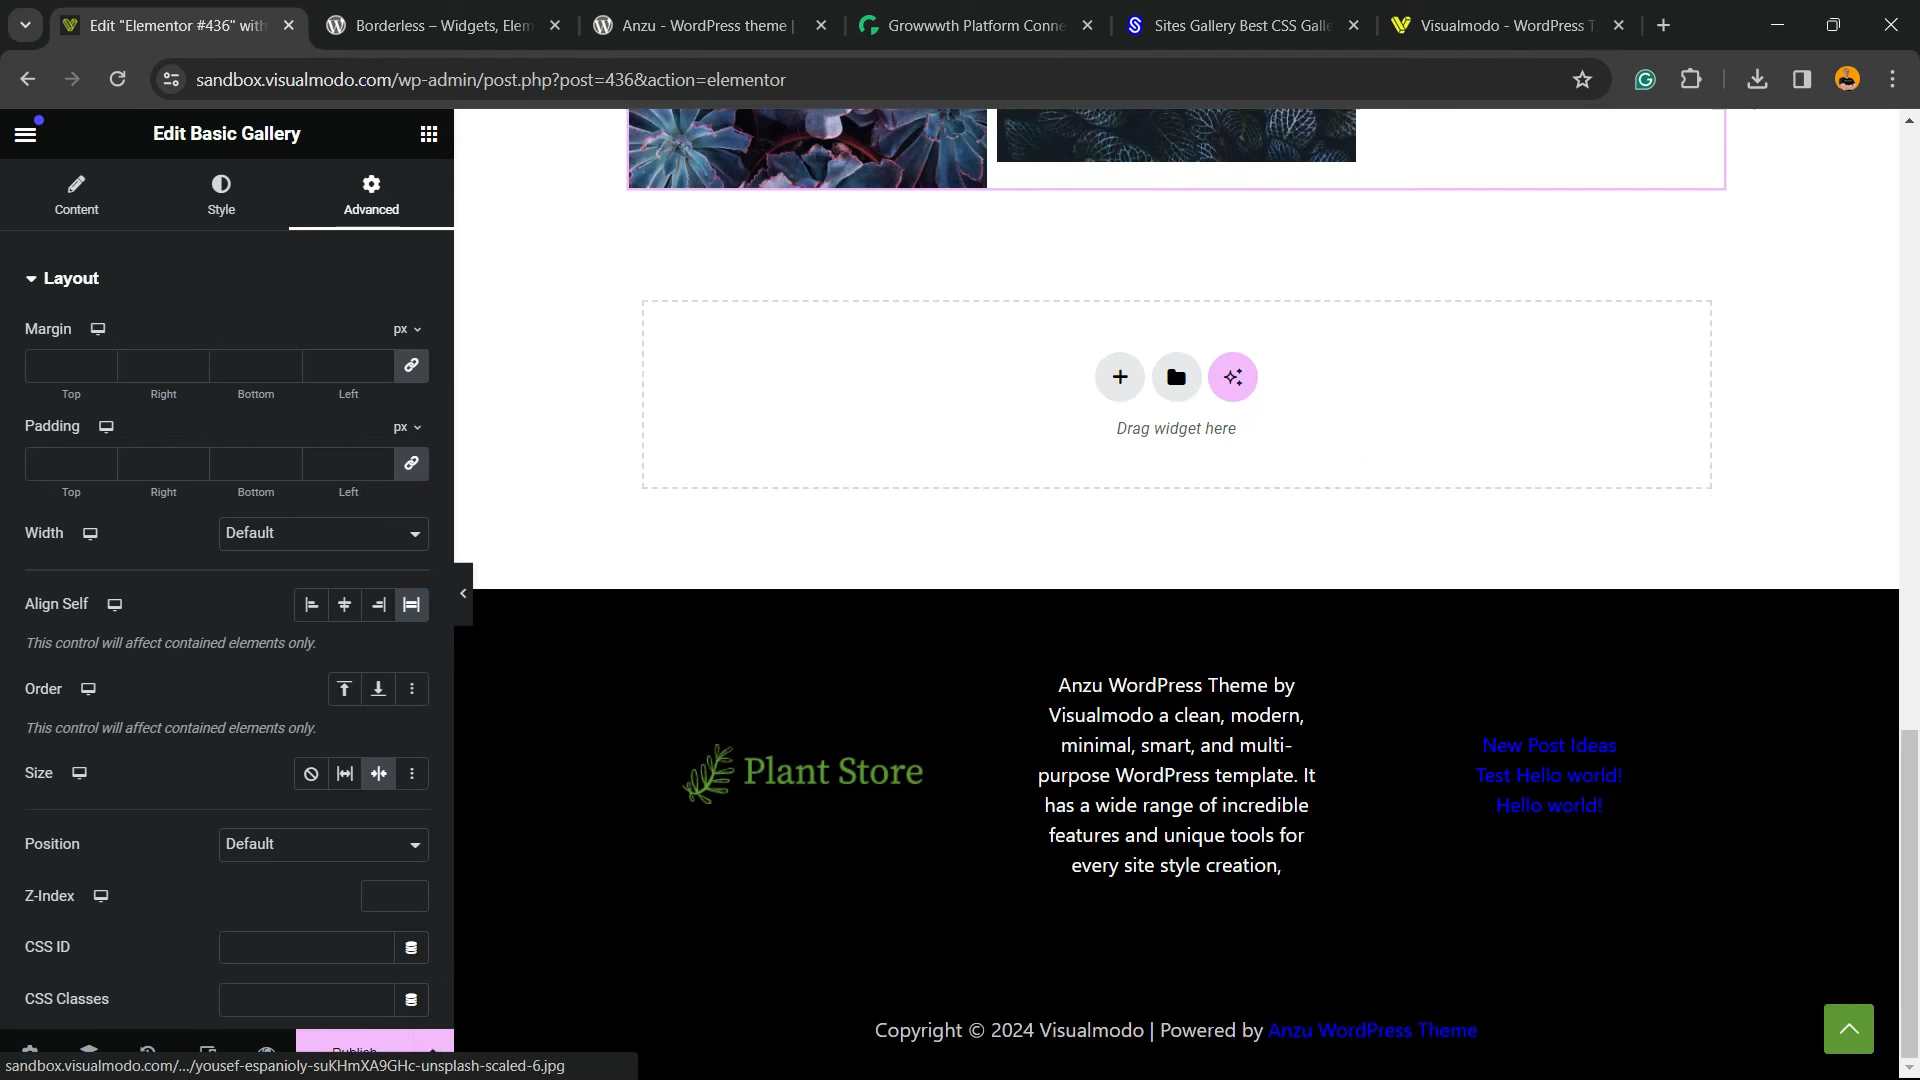 Edit "Elementor #436" with
Borderless – Widgets, Elem
Anzu - WordPress theme |
Growwwth Platform Conne
Sites Gallery Best CSS Galle
Visualmodo - WordPress T
sandbox.visualmodo.com/wp-admin/post.php?post=436&action=elementor
Edit Basic Gallery
Content
Style
Advanced
Layout
Margin
px
Top
Right
Bottom
Left
Padding
px
Top
Right
Bottom
Left
Width
Default
Align Self
This control will affect contained elements only.
Order
This control will affect contained elements only.
Size
Position
Default
Z-Index
CSS ID
CSS Classes
Publish
sandbox.visualmodo.com/.../yousef-espanioly-suKHmXA9GHc-unsplash-scaled-6.jpg
Drag widget here
Plant Store
Anzu WordPress Theme by
Visualmodo a clean, modern,
minimal, smart, and multi-
purpose WordPress template. It
has a wide range of incredible
features and unique tools for
every site style creation,
New Post Ideas
Test Hello world!
Hello world!
Copyright © 2024 Visualmodo | Powered by Anzu WordPress Theme